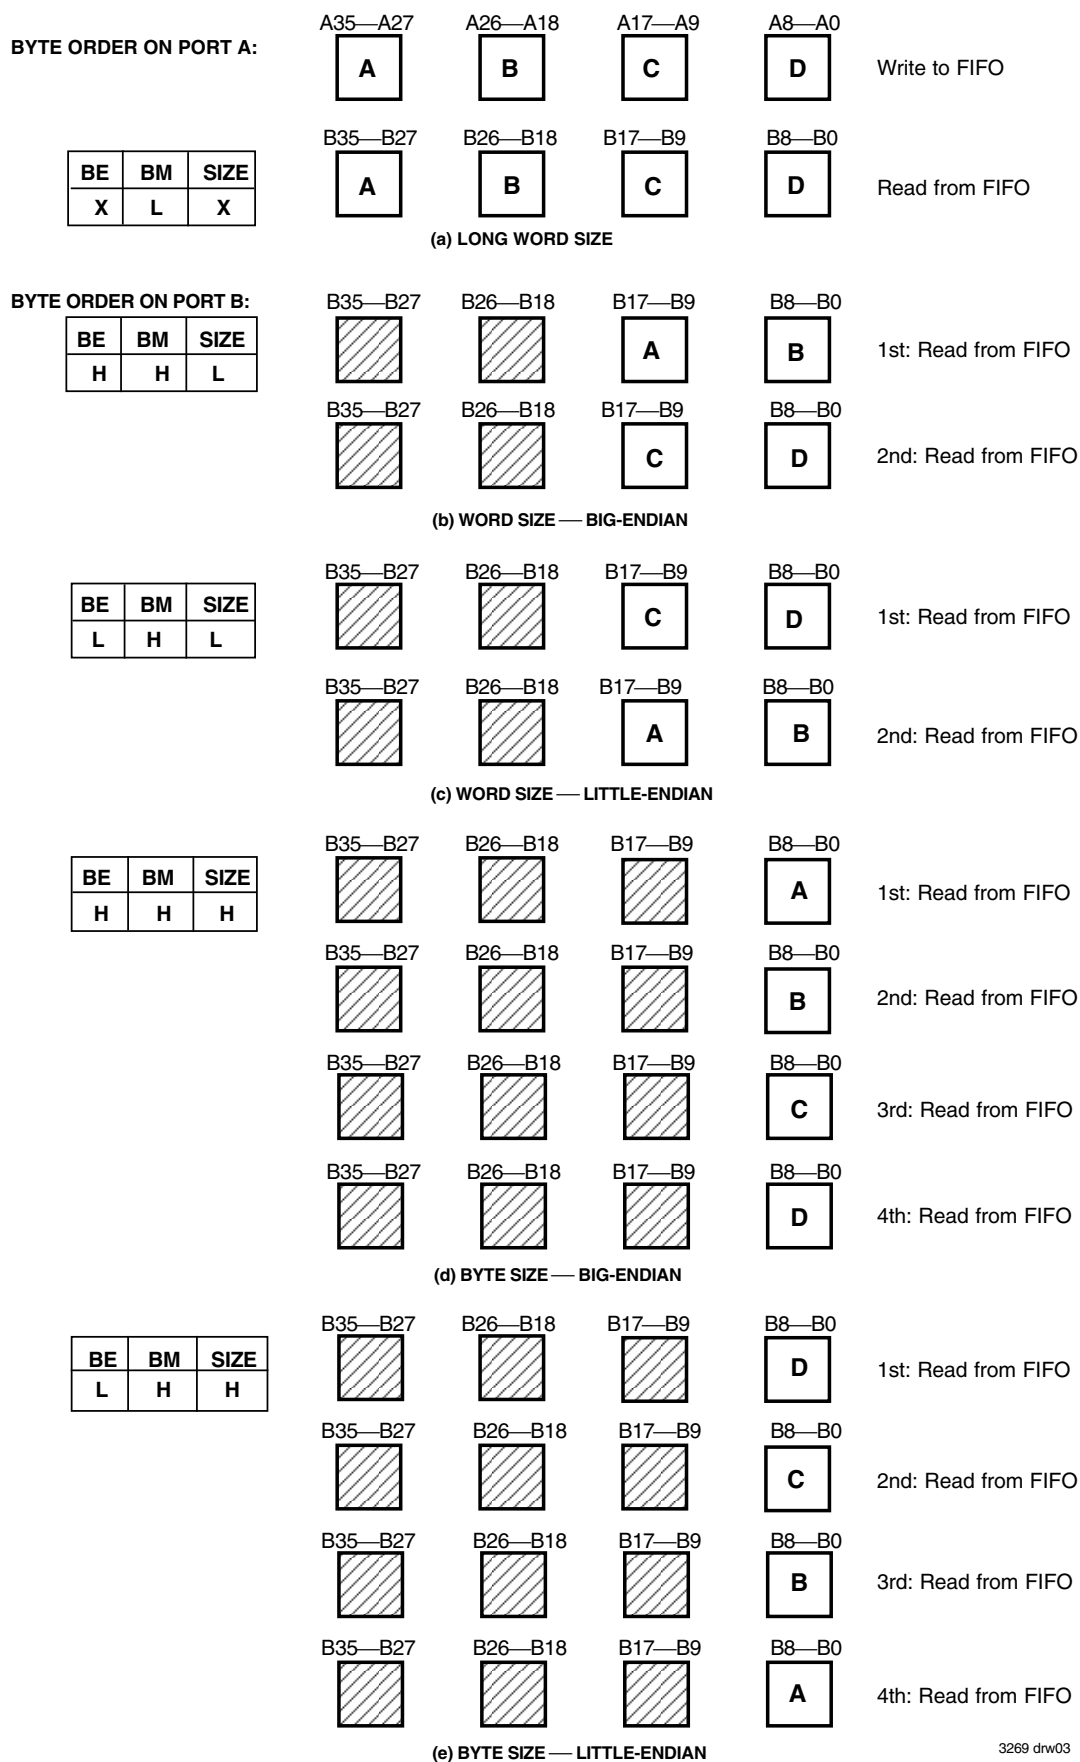 A35—A27 A26—A18 A17—A9 A8—A0
BYTE ORDER ON PORT A:
A B C D Write to FIFO
B35—B27 B26—B18 B17—B9 B8—B0
BE BM SIZE
A B C D Read from FIFO
X L X
(a) LONG WORD SIZE
BYTE ORDER ON PORT B:
B35—B27 B26—B18 B17—B9 B8—B0
BE BM SIZE
A B 1st: Read from FIFO
H H L
B35—B27 B26—B18 B17—B9 B8—B0
C D 2nd: Read from FIFO
(b) WORD SIZE — BIG-ENDIAN
B35—B27 B26—B18 B17—B9 B8—B0
BE BM SIZE
C D 1st: Read from FIFO
L H L
B35—B27 B26—B18 B17—B9 B8—B0
A B 2nd: Read from FIFO
(c) WORD SIZE — LITTLE-ENDIAN
B35—B27 B26—B18 B17—B9 B8—B0
BE BM SIZE
A 1st: Read from FIFO
H H H
B35—B27 B26—B18 B17—B9 B8—B0
B 2nd: Read from FIFO
B35—B27 B26—B18 B17—B9 B8—B0
C 3rd: Read from FIFO
B35—B27 B26—B18 B17—B9 B8—B0
D 4th: Read from FIFO
(d) BYTE SIZE — BIG-ENDIAN
B35—B27 B26—B18 B17—B9 B8—B0
BE BM SIZE
D 1st: Read from FIFO
L H H
B35—B27 B26—B18 B17—B9 B8—B0
C 2nd: Read from FIFO
B35—B27 B26—B18 B17—B9 B8—B0
B 3rd: Read from FIFO
B35—B27 B26—B18 B17—B9 B8—B0
A 4th: Read from FIFO
(e) BYTE SIZE — LITTLE-ENDIAN
3269 drw03